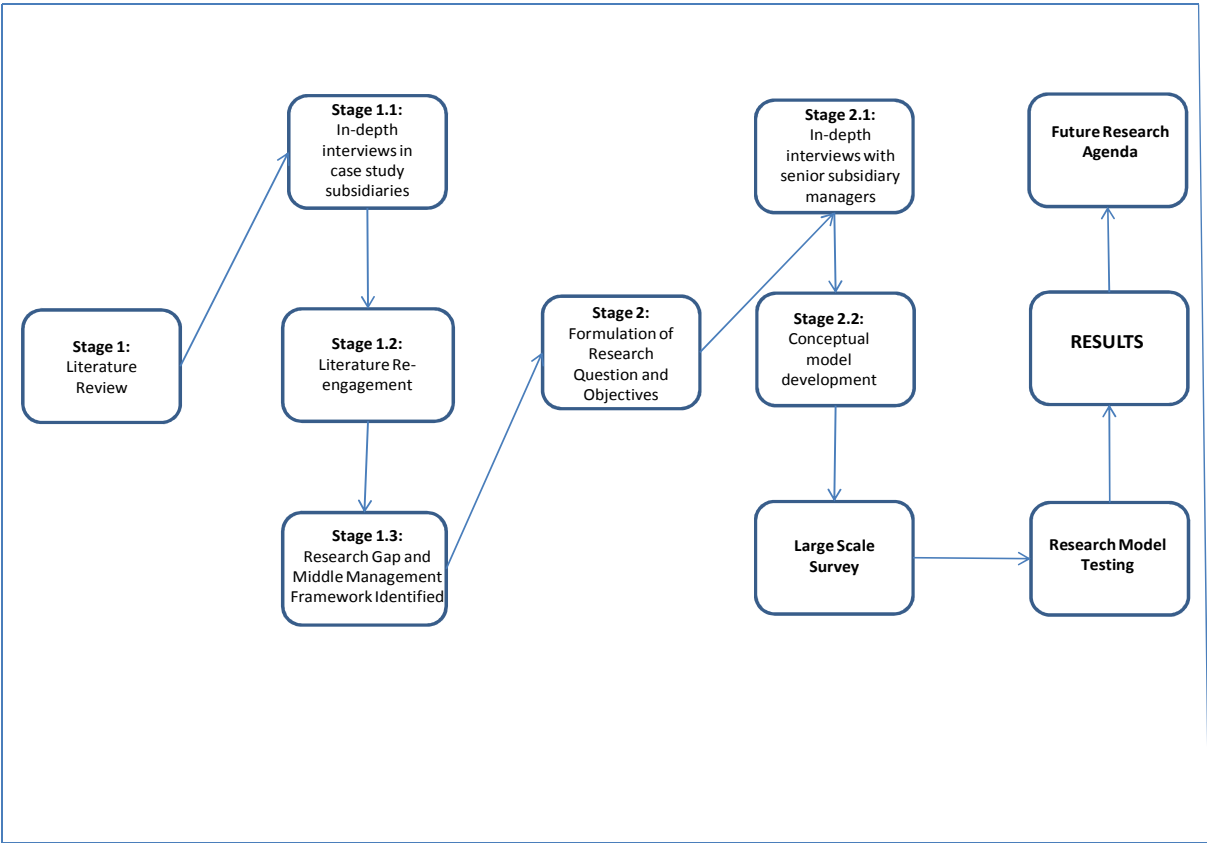 Stage 1:
Literature
Review
Stage 1.1:
In-depth
interviews in
case study
subsidiaries
Stage 1.2:
Literature Re-
engagement
Stage 1.3:
Research Gap and
Middle Management
Framework Identified
Stage 2:
Formulation of
Research
Question and
Objectives
Stage 2.1:
In-depth
interviews with
senior subsidiary
managers
Stage 2.2:
Conceptual
model
development
Large Scale
Survey
Research Model
Testing
RESULTS
Future Research
Agenda